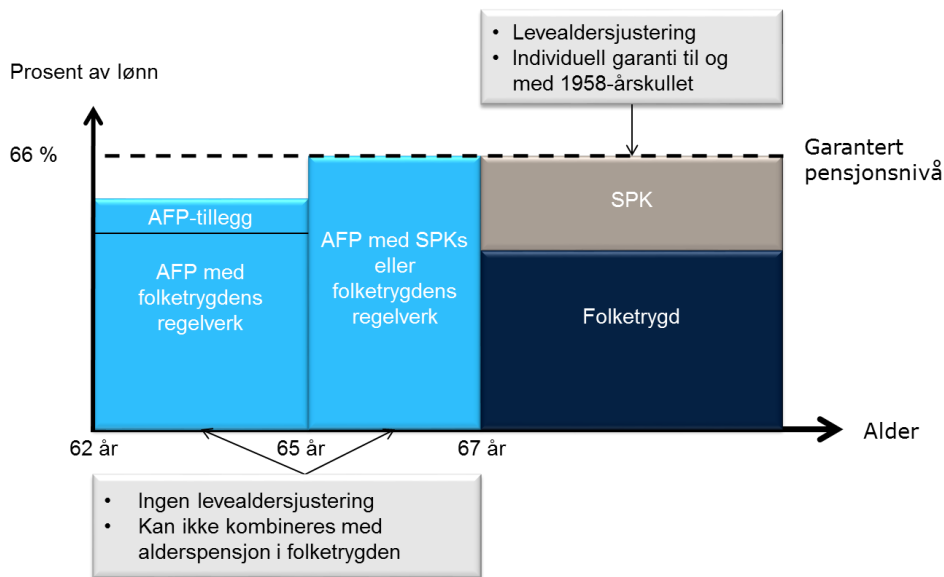 • Levealdersjustering
• Individuell garanti til og
med 1958-årskullet
Prosent av lønn
66 %
Garantert
pensjonsnivå
AFP-tillegg
AFP med
folketrygdens
regelverk
AFP med SPKs
eller
folketrygdens
regelverk
SPK
Folketrygd
62 år
65 år
67 år
Alder
• Ingen levealdersjustering
• Kan ikke kombineres med
alderspensjon i folketrygden